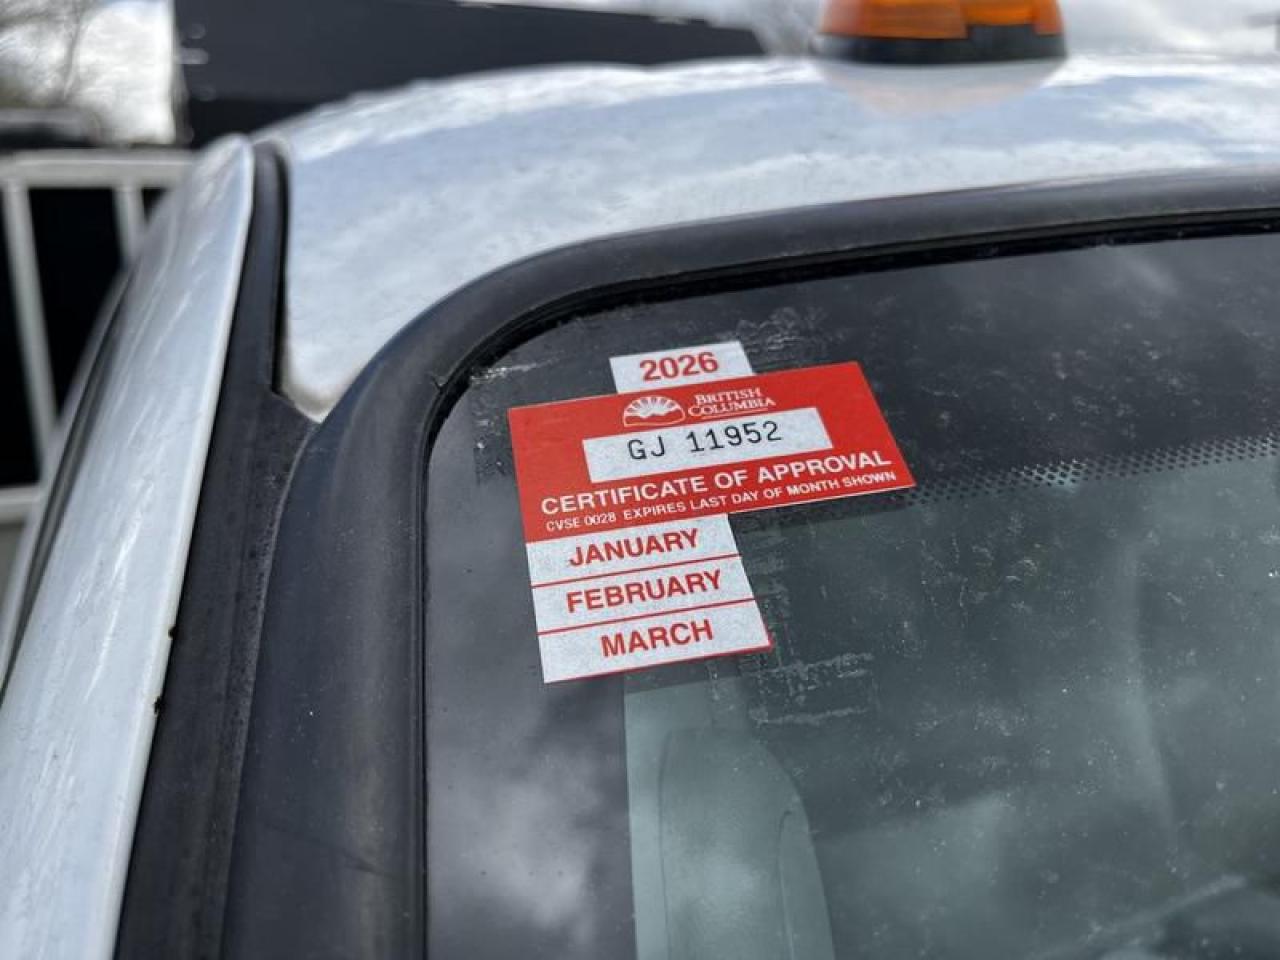 2026
BRITISH
COLUMBIA
GJ 11952
CERTIFICATE OF APPROVAL
CVSE 0028 EXPIRES LAST DAY OF MONTH SHOWN
JANUARY
FEBRUARY
MARCH